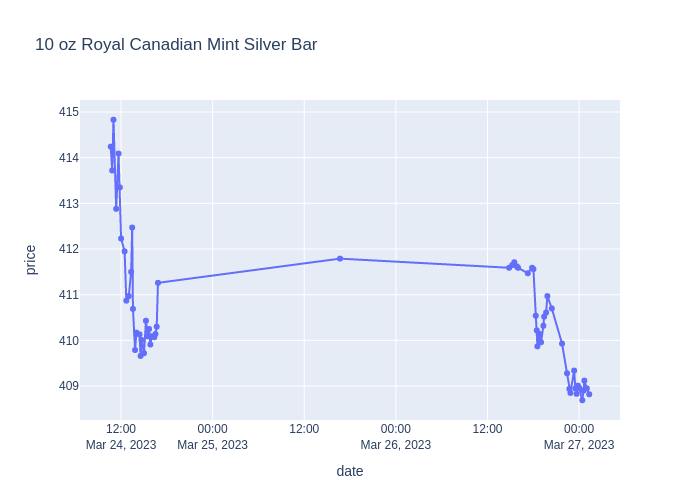 10 oz Royal Canadian Mint Silver Bar
415
414
413
412
411
410
409
price
12:00 00:00 12:00 00:00 12:00 00:00
Mar 24, 2023 Mar 25, 2023 Mar 26, 2023 Mar 27, 2023
date